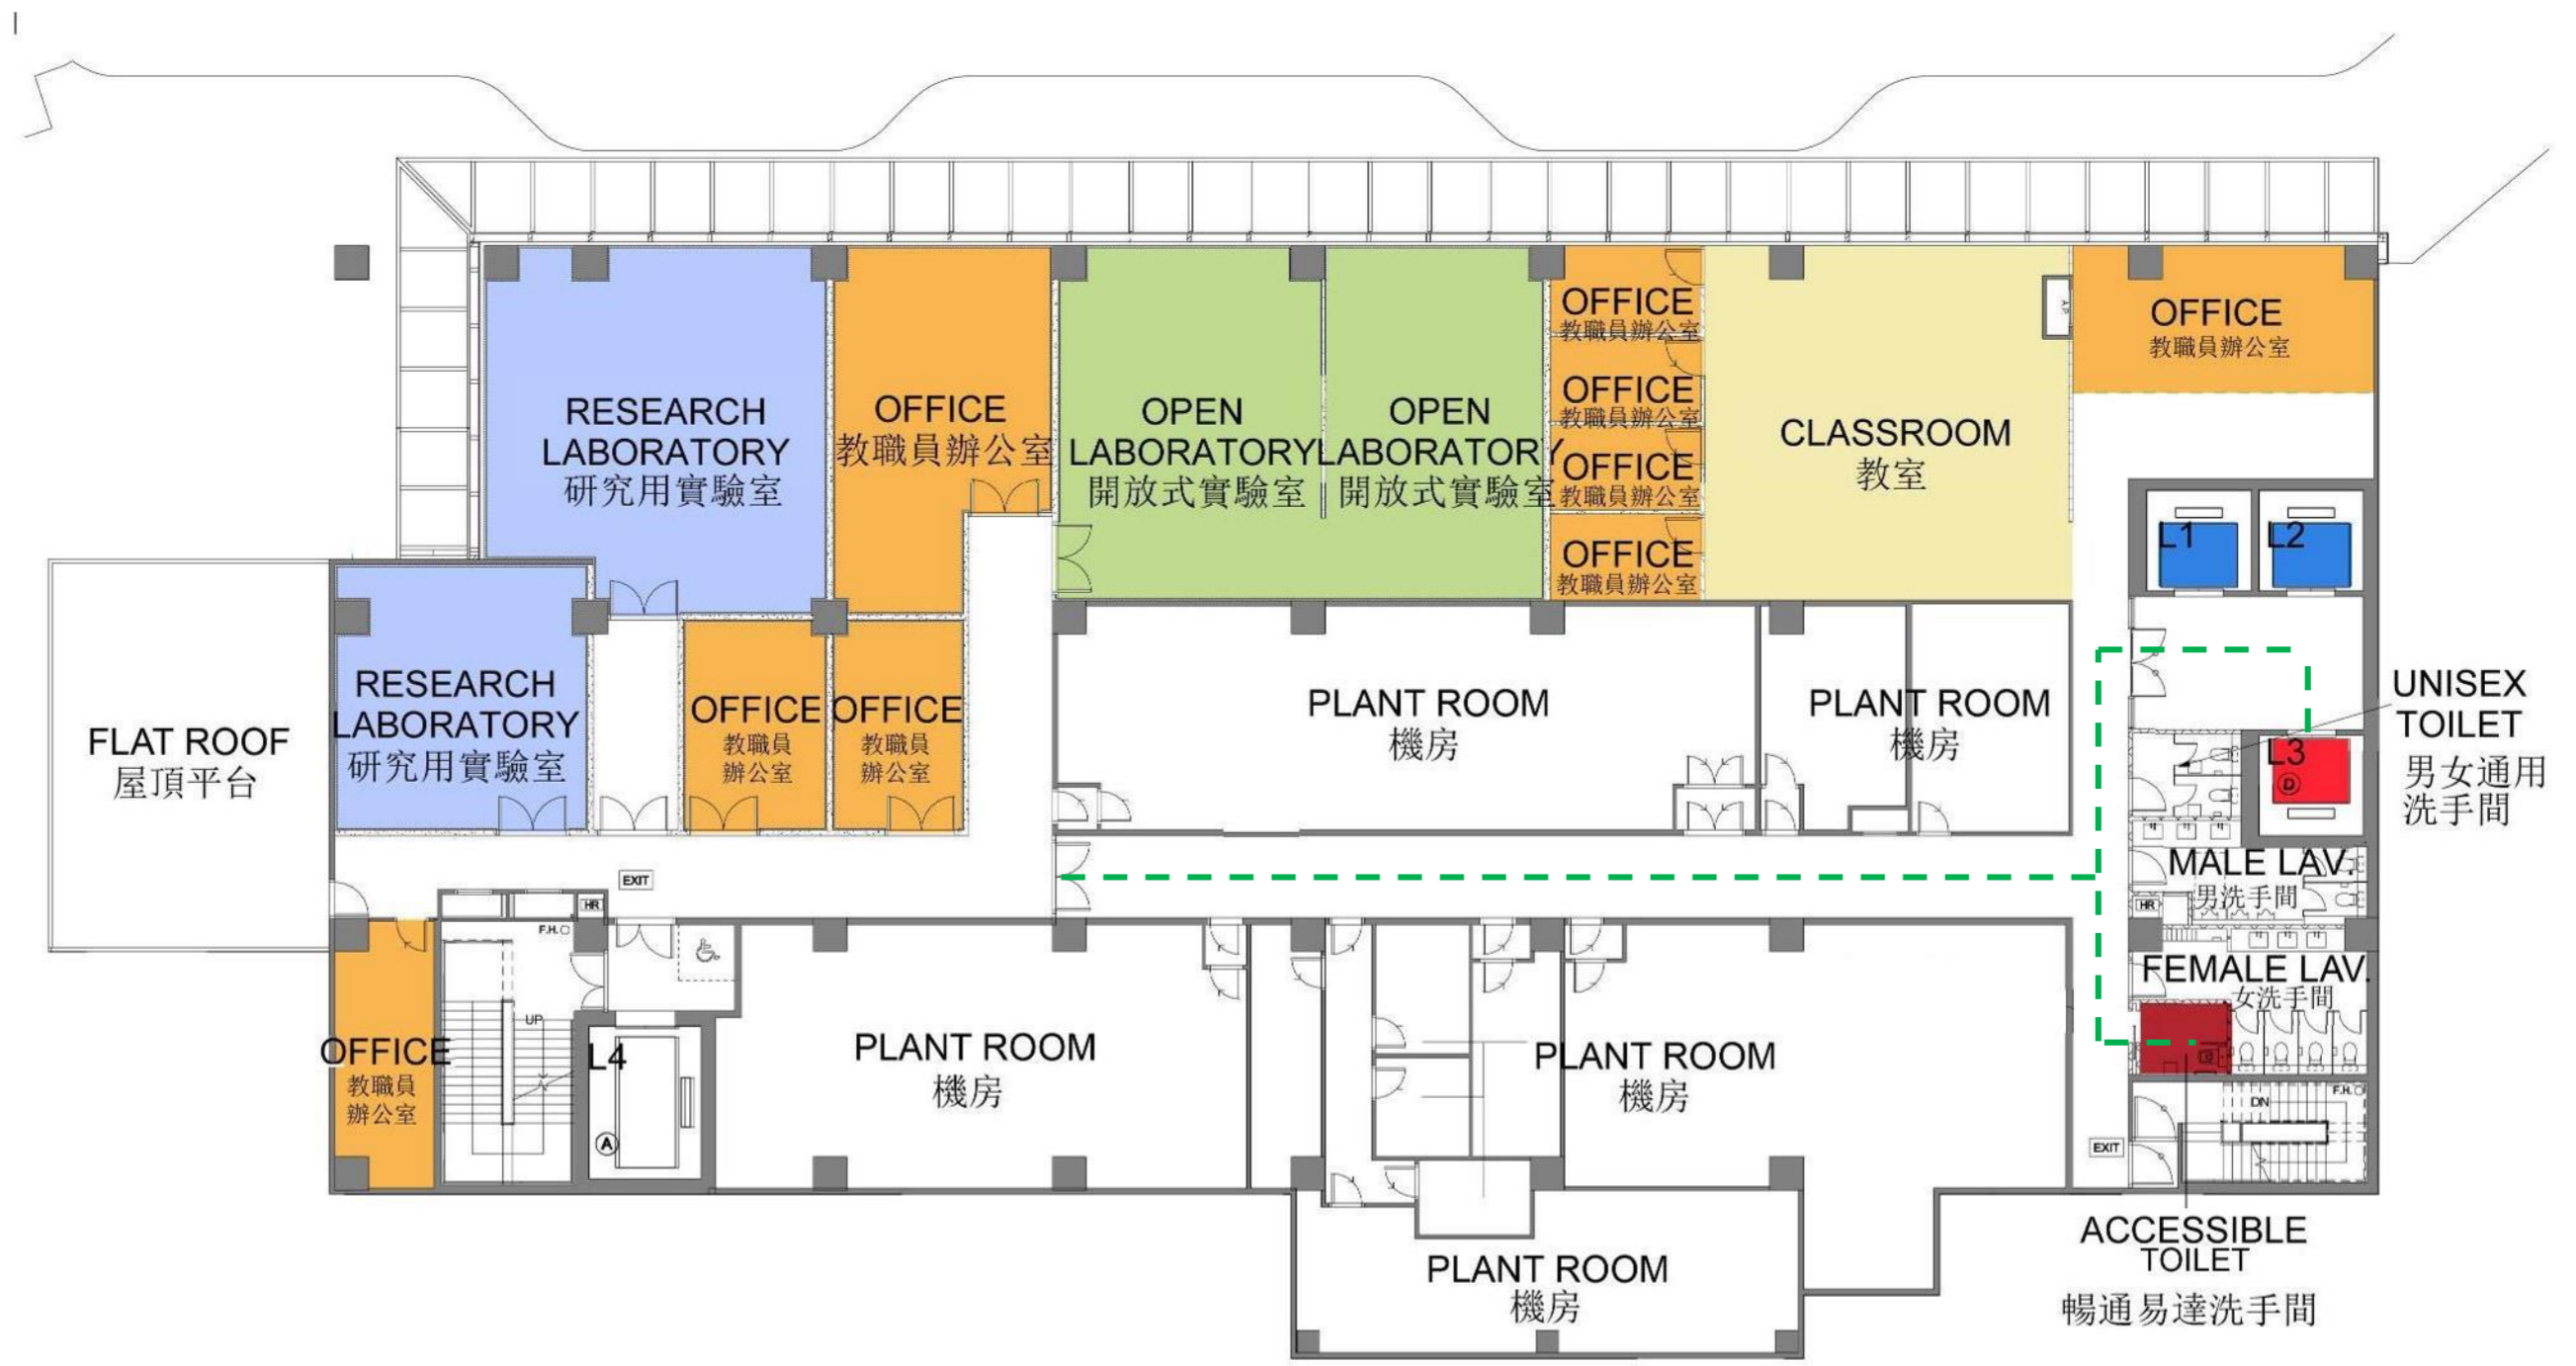 RESEARCH
LABORATORY
研究用實驗室
OFFICE
教職員辦公室
OPEN
LABORATORY
開放式實驗室
OPEN
LABORATORY
開放式實驗室
OFFICE
教職員辦公室
OFFICE
教職員辦公室
OFFICE
教職員辦公室
OFFICE
教職員辦公室
CLASSROOM
教室
OFFICE
教職員辦公室
L1
L2
FLAT ROOF
屋頂平台
RESEARCH
LABORATORY
研究用實驗室
OFFICE
教職員
辦公室
OFFICE
教職員
辦公室
PLANT ROOM
機房
PLANT ROOM
機房
UNISEX
TOILET
男女通用
洗手間
L3
D
MALE LAV.
男洗手間
EXIT
HR
HR
F.H.
FEMALE LAV.
女洗手間
UP
OFFICE
教職員
辦公室
L4
A
PLANT ROOM
機房
PLANT ROOM
機房
F.H.
DN
EXIT
ACCESSIBLE
TOILET
暢通易達洗手間
PLANT ROOM
機房